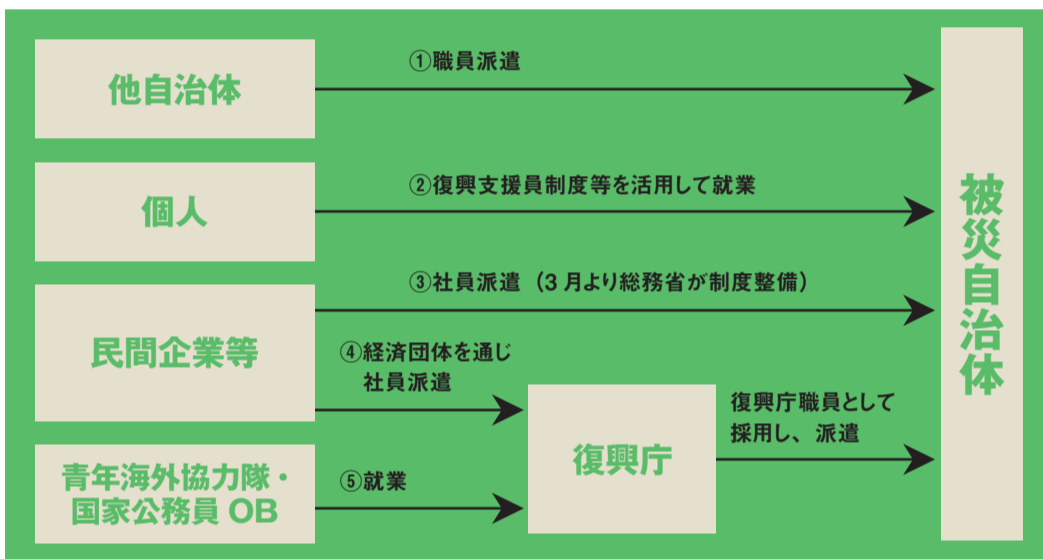 他自治体
①職員派遣
個人
②復興支援員制度等を活用して就業
民間企業等
③社員派遣（3月より総務省が制度整備）
④経済団体を通じ
社員派遣
青年海外協力隊・
国家公務員 OB
⑤就業
復興庁
復興庁職員として
採用し、派遣
被災自治体